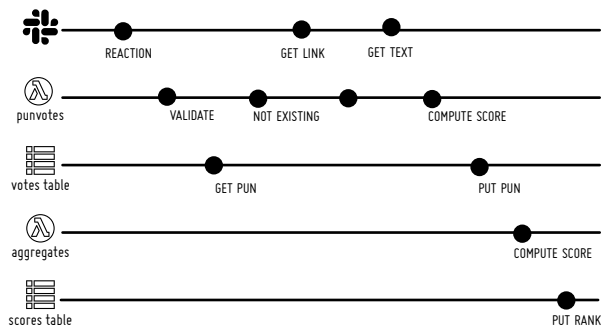 REACTION
GET LINK
GET TEXT
punvotes
VALIDATE
NOT EXISTING
COMPUTE SCORE
votes table
GET PUN
PUT PUN
aggregates
COMPUTE SCORE
scores table
PUT RANK